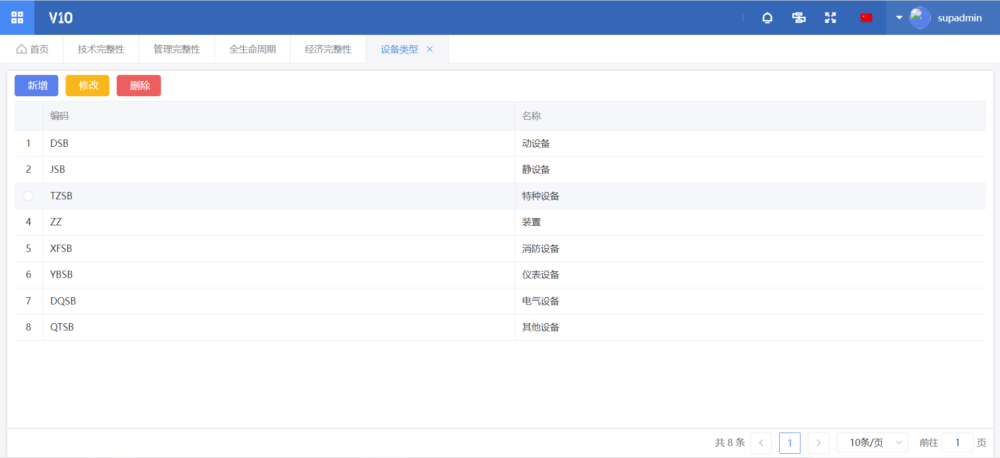 V10
supadmin
首页 技术完整性 管理完整性 全生命周期 经济完整性 设备类型
新增 修改 删除
编码 名称
1 DSB 动设备
2 JSB 静设备
TZSB 特种设备
4 ZZ 装置
5 XFSB 消防设备
6 YBSB 仪表设备
7 DQSB 电气设备
8 QTSB 其他设备
共 8 条 1 10条/页 前往 1 页